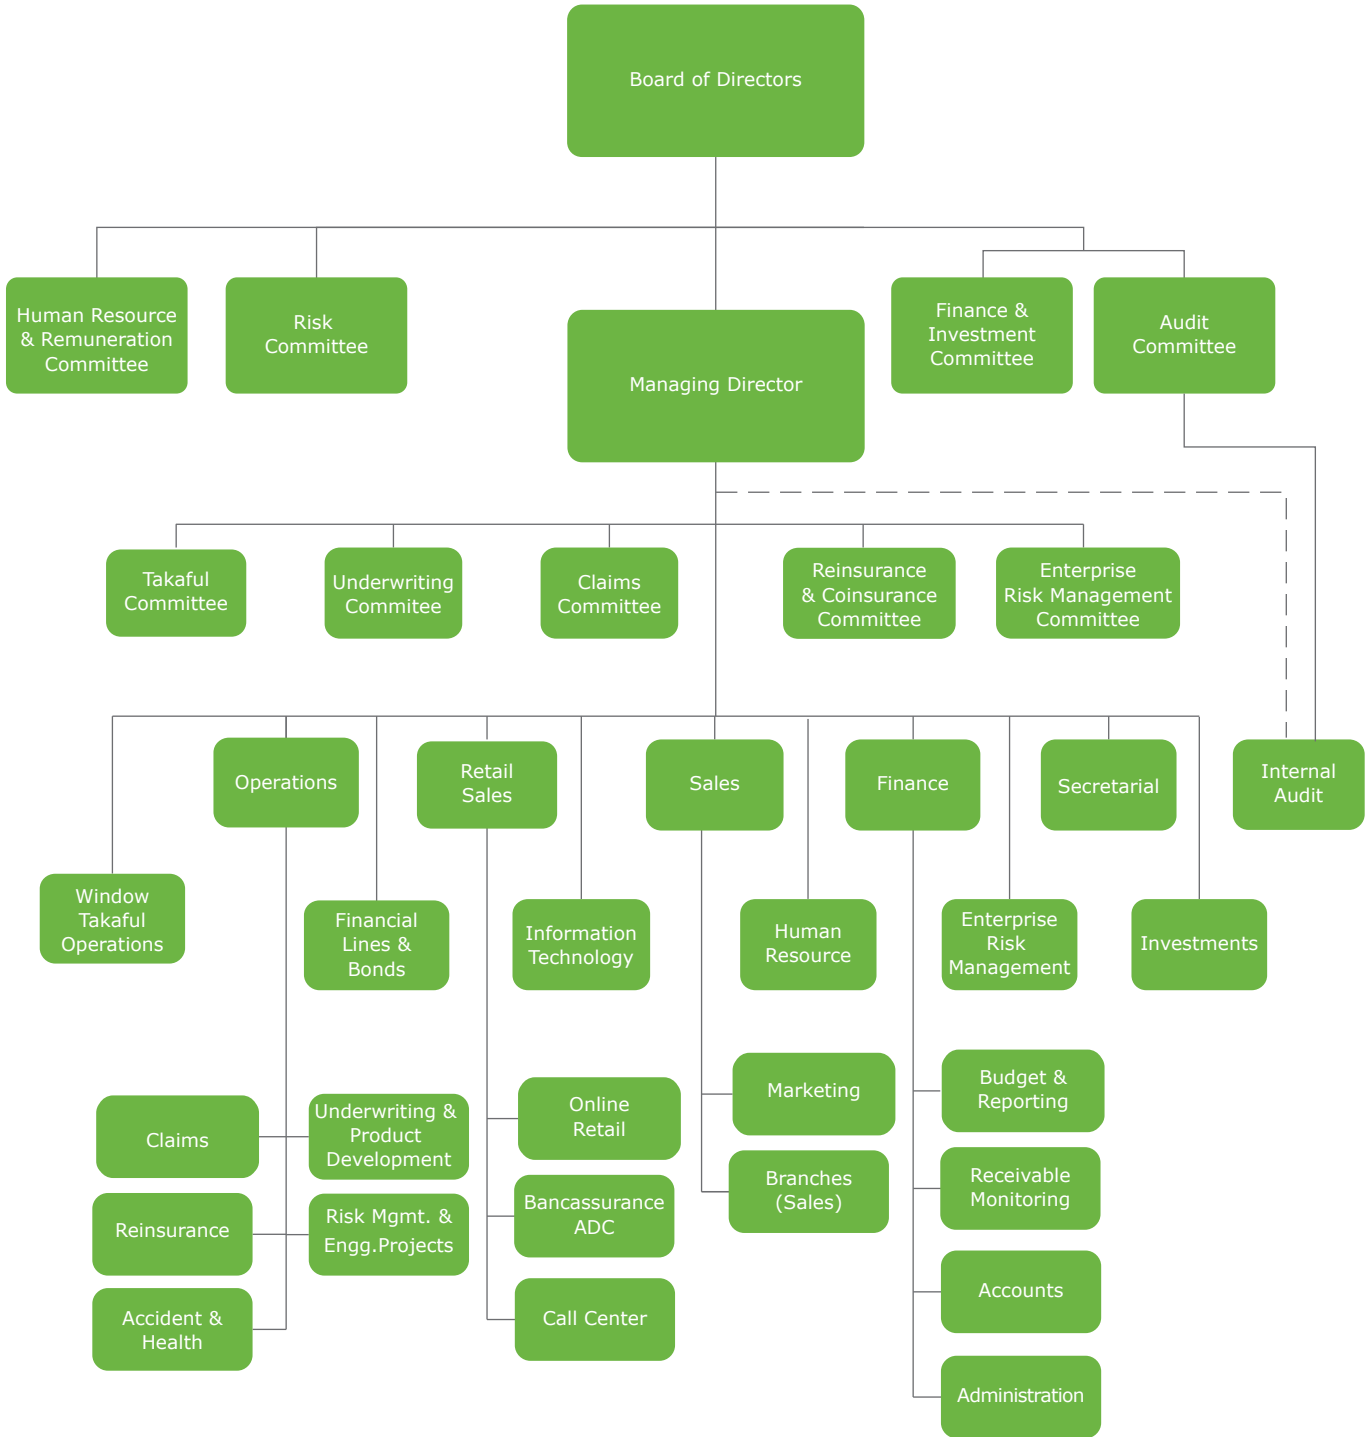 Board of Directors
Human Resource
& Remuneration
Committee
Risk
Committee
Managing Director
Finance &
Investment
Committee
Audit
Committee
Takaful
Committee
Underwriting
Commitee
Claims
Committee
Reinsurance
& Coinsurance
Committee
Enterprise
Risk Management
Committee
Operations
Retail
Sales
Sales
Finance
Secretarial
Internal
Audit
Window
Takaful
Operations
Financial
Lines &
Bonds
Information
Technology
Human
Resource
Enterprise
Risk
Management
Investments
Claims
Underwriting &
Product
Development
Online
Retail
Marketing
Budget &
Reporting
Reinsurance
Risk Mgmt. &
Engg.Projects
Bancassurance
ADC
Branches
(Sales)
Receivable
Monitoring
Accident &
Health
Call Center
Accounts
Administration